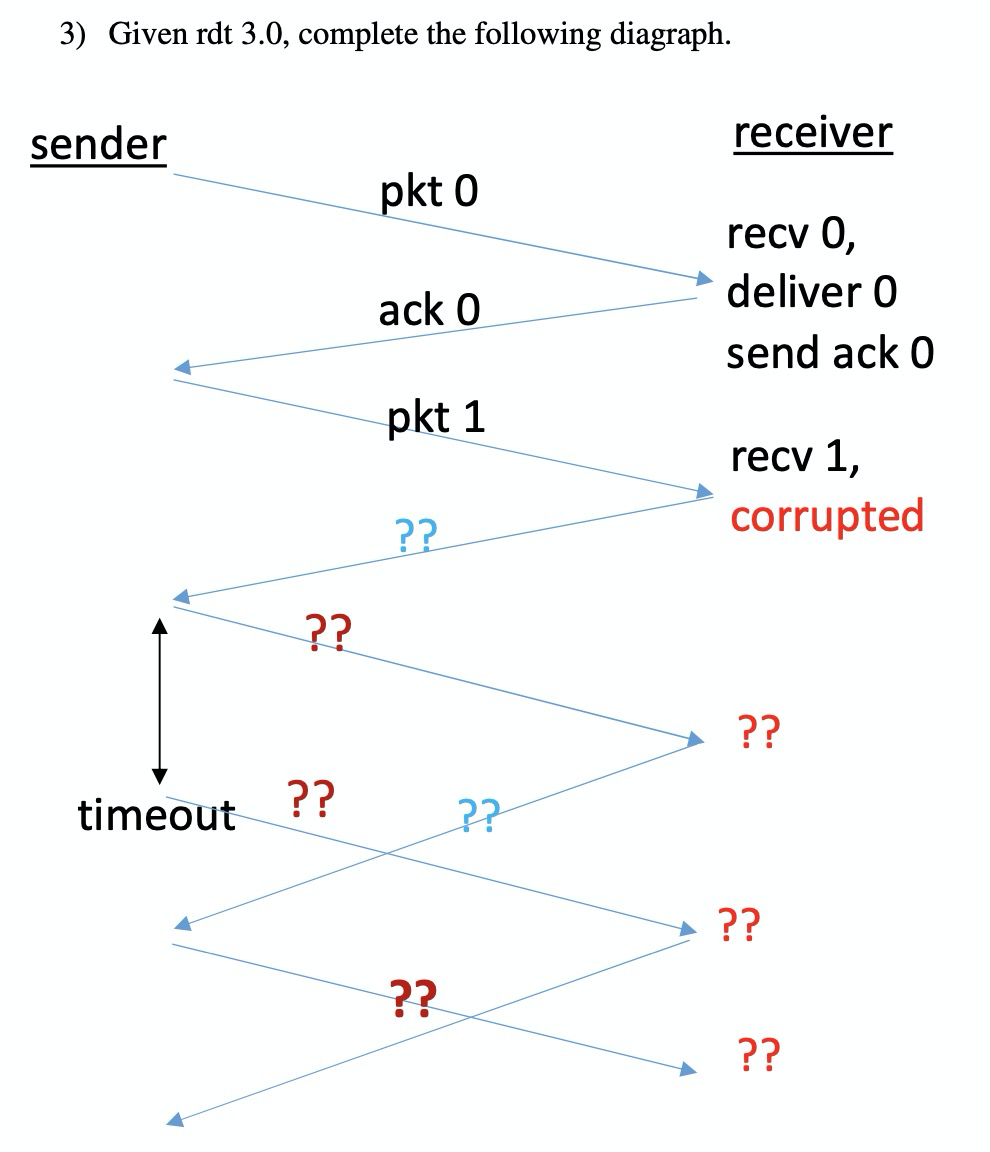 3) Given rdt 3.0, complete the following diagraph.
sender
receiver
pkt 0
recv 0,
deliver 0
ack 0
send ack 0
pkt 1
recv 1,
corrupted
??
??
??
timeout
??
??
??
??
??